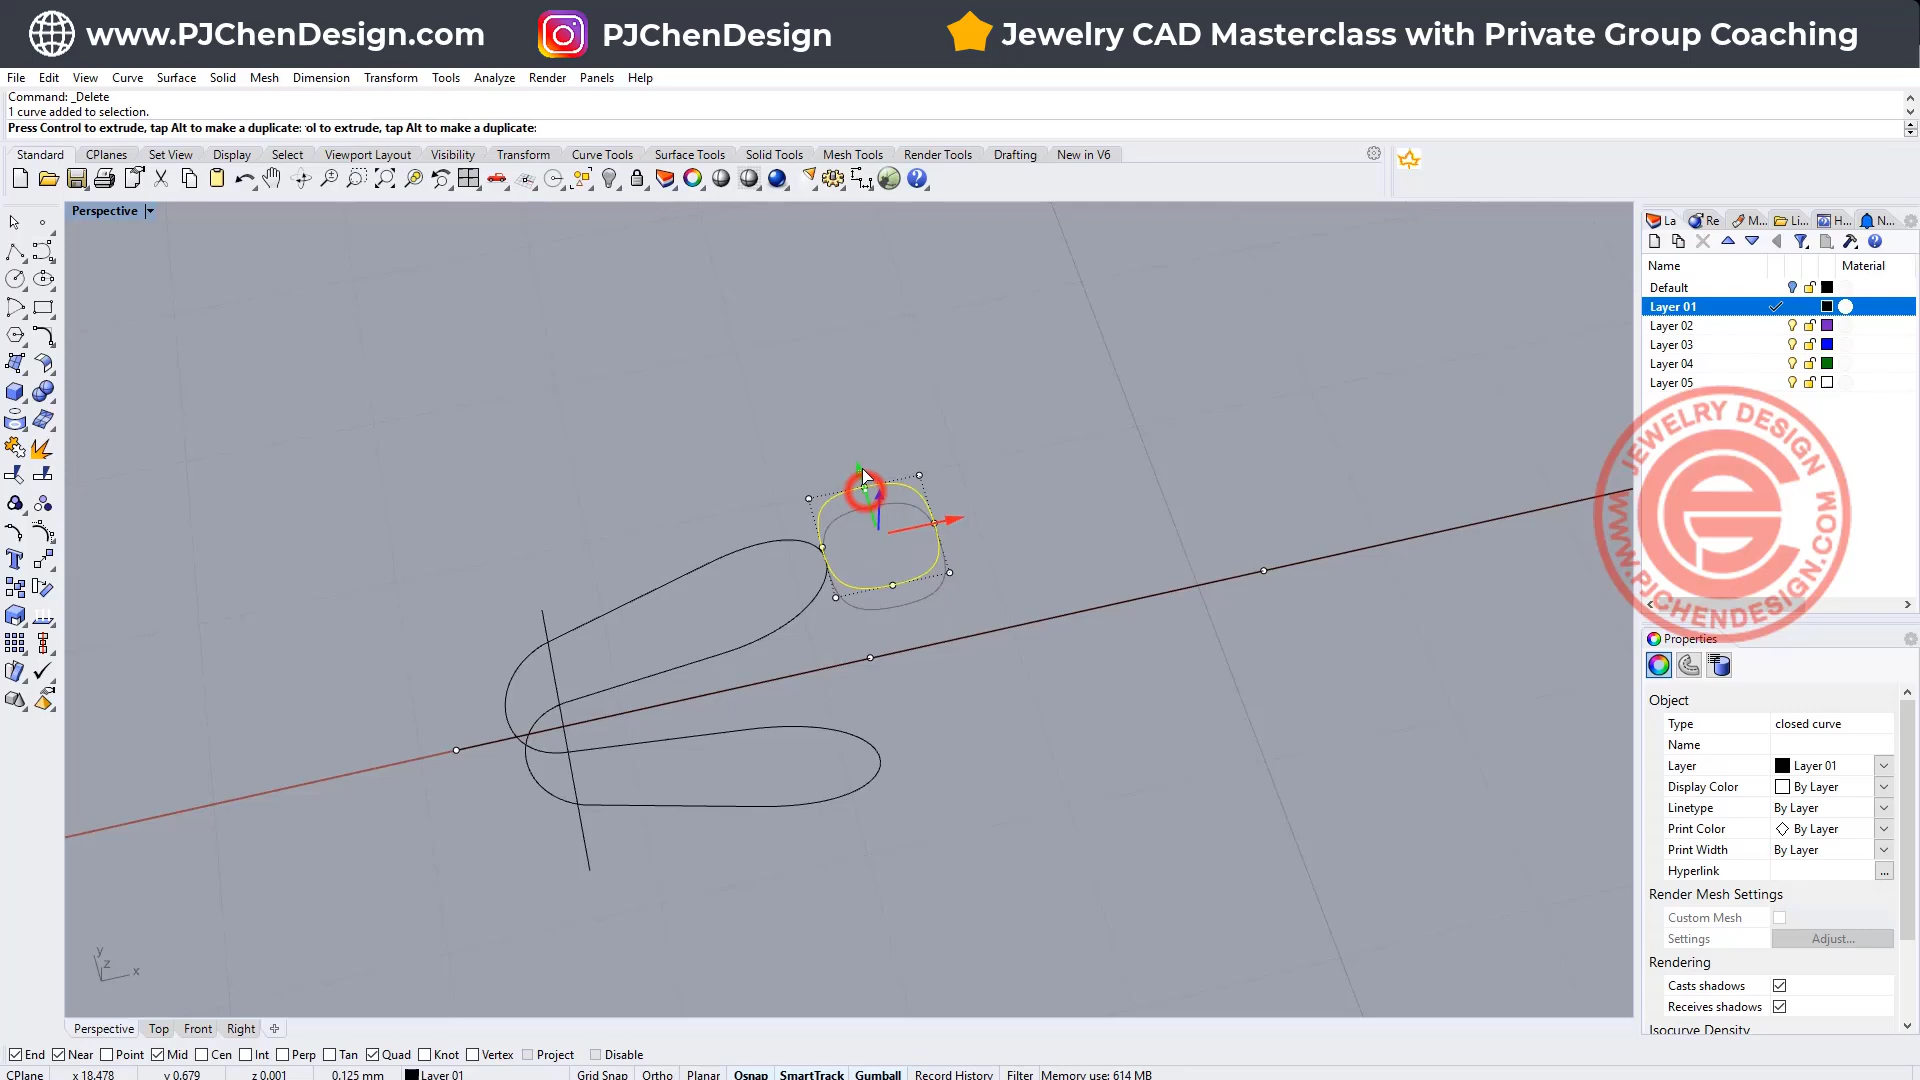 www.PJChenDesign.com PJChenDesign Jewelry CAD Masterclass with Private Group Coaching
File Edit View Curve Surface Solid Mesh Dimension Transform Tools Analyze Render Panels Help
Command: _Delete
1 curve added to selection.
Press Control to extrude, tap Alt to make a duplicate: ol to extrude, tap Alt to make a duplicate:
Standard CPlanes Set View Display Select Viewport Layout Visibility Transform Curve Tools Surface Tools Solid Tools Mesh Tools Render Tools Drafting New in V6
Perspective
La Re M... Li... H... N...
Name Material
Default
Layer 01
Layer 02
Layer 03
Layer 04
Layer 05
JEWELRY DESIGN
WWW.PJCHENDESIGN.COM
Properties
Object
Type closed curve
Name
Layer Layer 01
Display Color By Layer
Linetype By Layer
Print Color By Layer
Print Width By Layer
Hyperlink ...
Render Mesh Settings
Custom Mesh
Settings Adjust...
Rendering
Casts shadows
Receives shadows
Isocurve Density
y
z
x
Perspective Top Front Right
End Near Point Mid Cen Int Perp Tan Quad Knot Vertex Project Disable
CPlane x 18.478 y 0.679 z 0.001 0.125 mm Layer 01 Grid Snap Ortho Planar Osnap SmartTrack Gumball Record History Filter Memory use: 614 MB